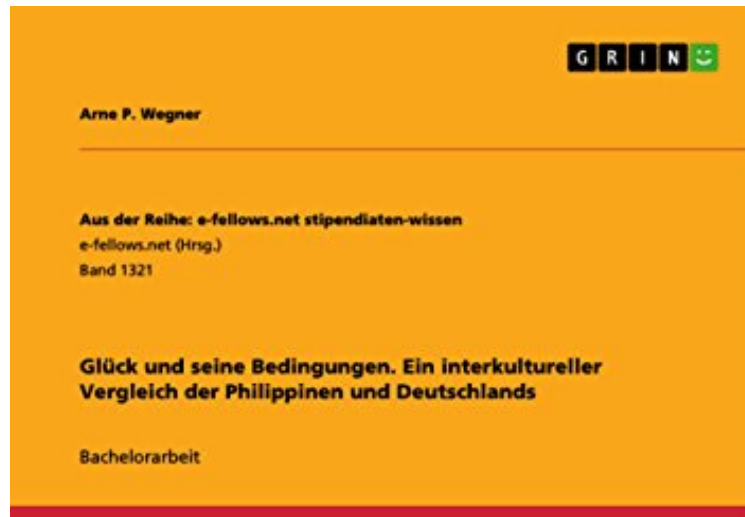 GRIN
Arne P. Wegner
Aus der Reihe: e-fellows.net stipendiaten-wissen
e-fellows.net (Hrsg.)
Band 1321
Glück und seine Bedingungen. Ein interkultureller
Vergleich der Philippinen und Deutschlands
Bachelorarbeit